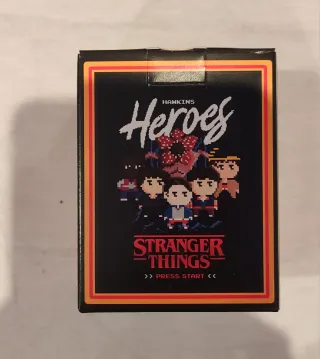 HAWKINS
Heroes
STRANGER
THINGS
>> PRESS START <<